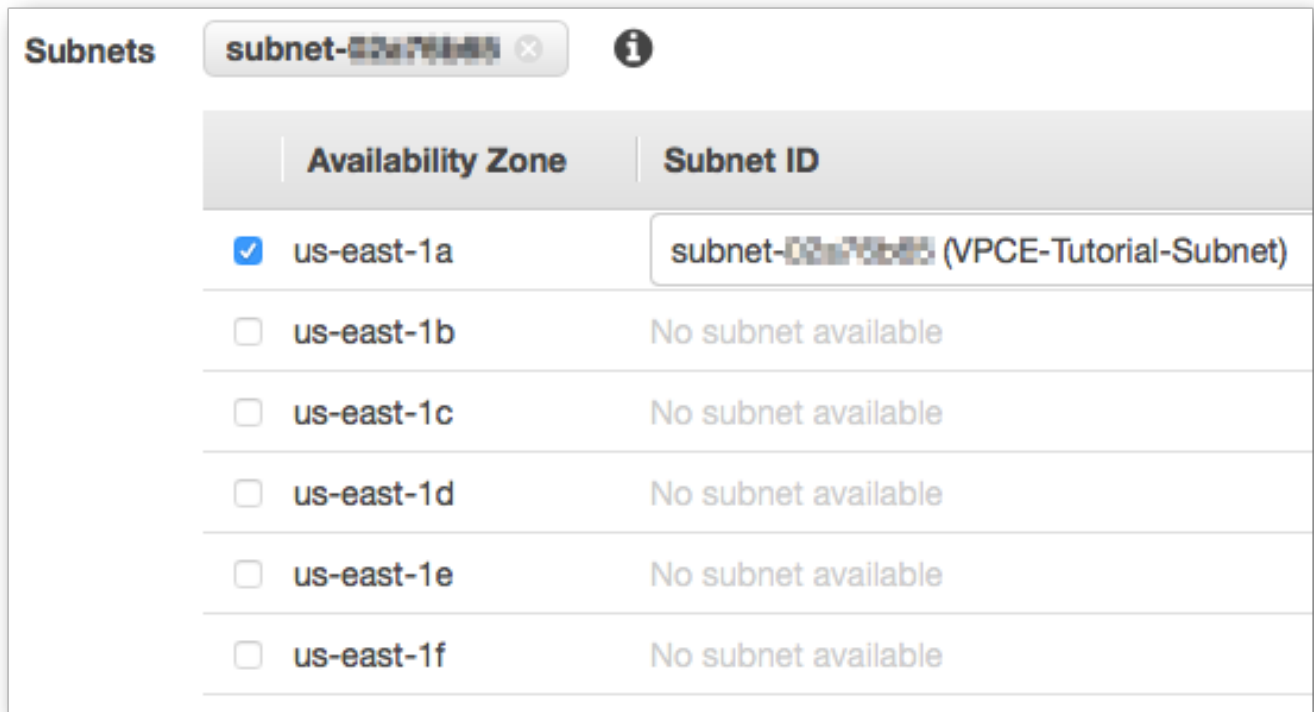 Subnets subnet-
Availability Zone Subnet ID
us-east-1a subnet- (VPCE-Tutorial-Subnet)
us-east-1b No subnet available
us-east-1c No subnet available
us-east-1d No subnet available
us-east-1e No subnet available
us-east-1f No subnet available